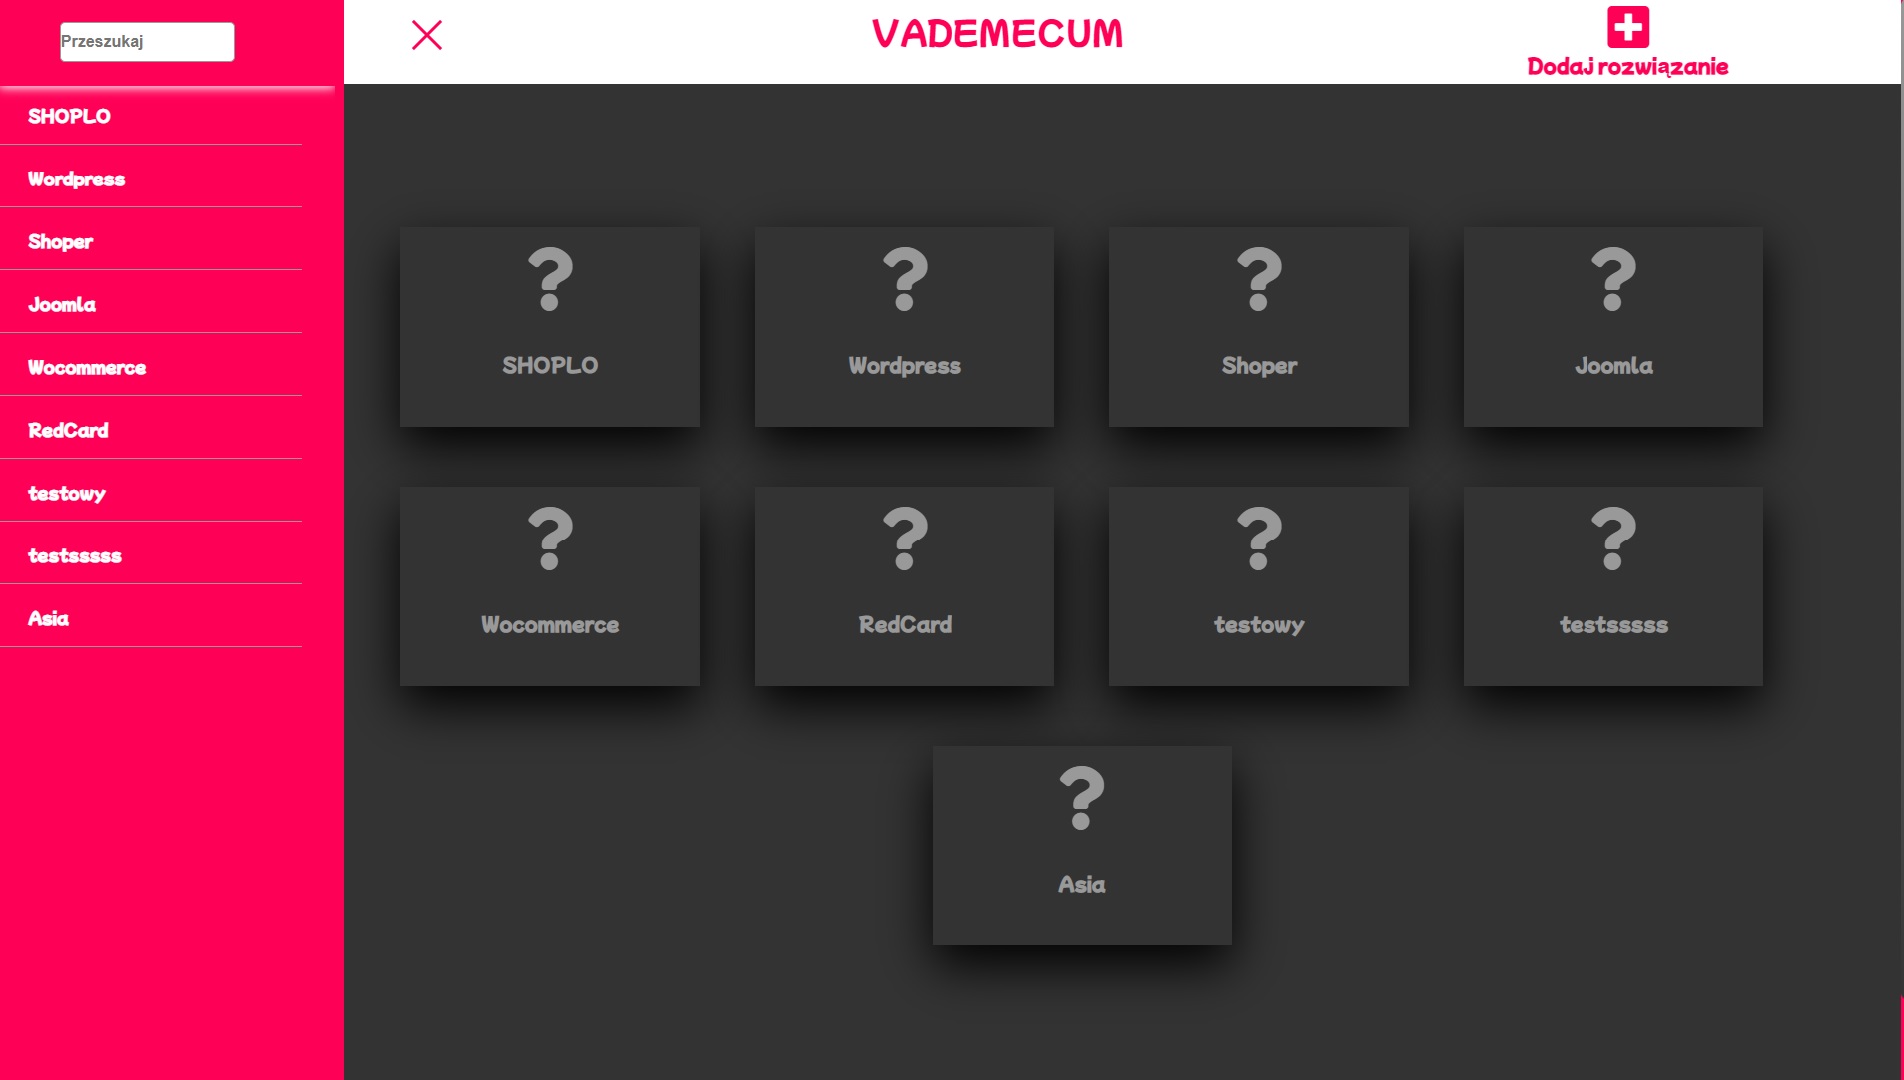 Przeszukaj
SHOPLO
Wordpress
Shoper
Joomla
Wocommerce
RedCard
testowy
testsssss
Asia
VADEMECUM
Dodaj rozwiązanie
?
?
?
?
SHOPLO
Wordpress
Shoper
Joomla
?
?
?
?
Wocommerce
RedCard
testowy
testsssss
?
Asia